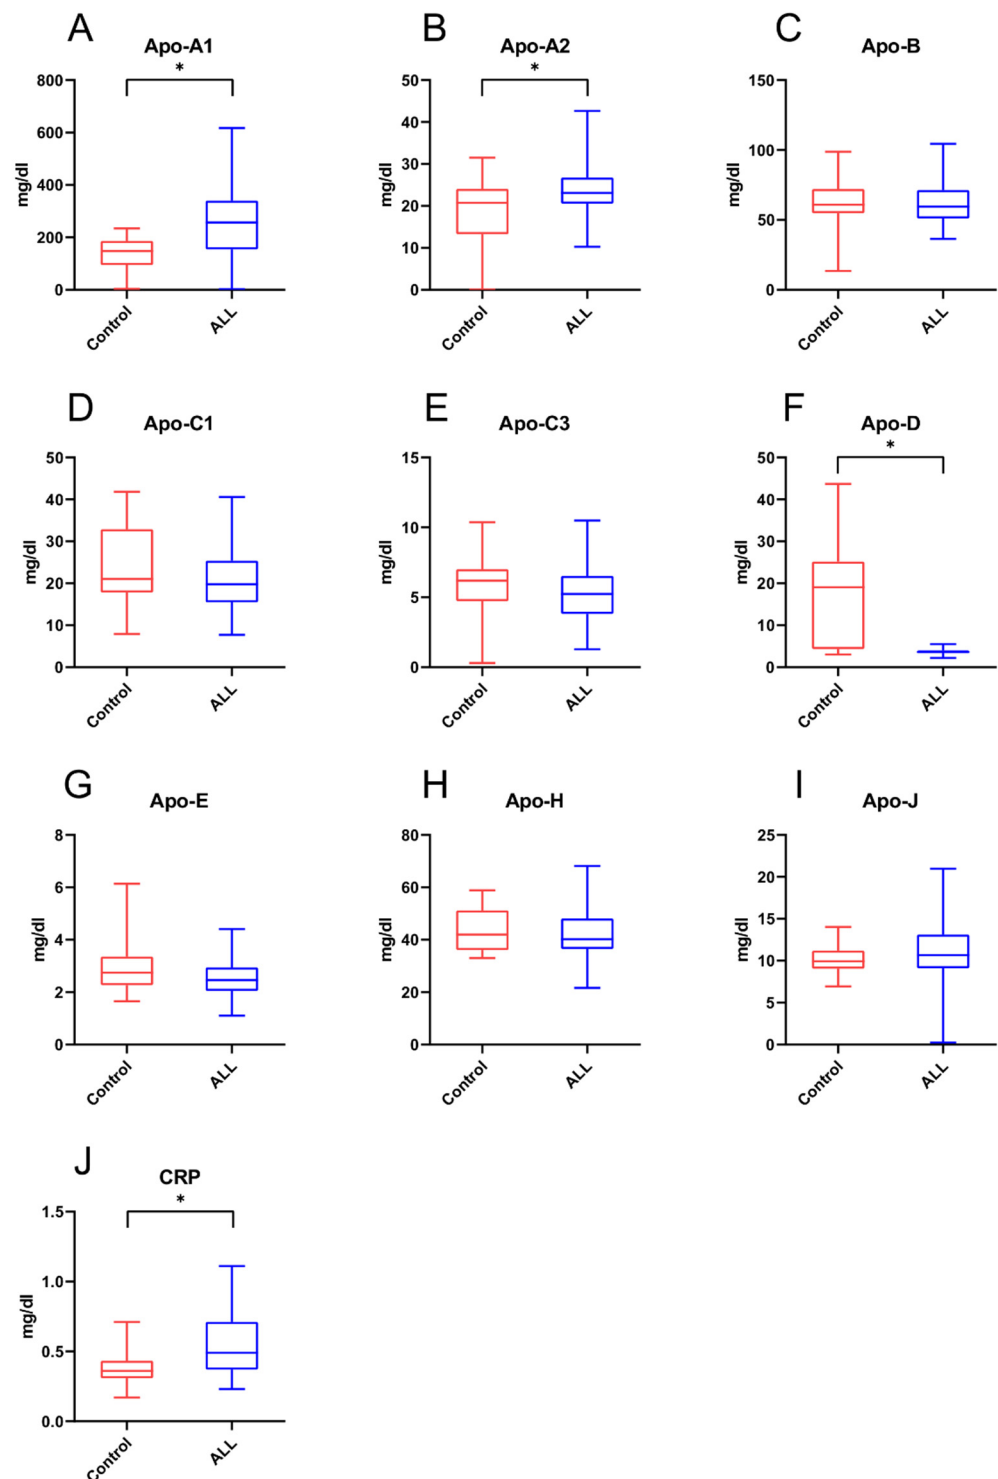 A
Apo-A1
*
800
600
400
200
0
mg/dl
Control
ALL
B
Apo-A2
*
50
40
30
20
10
0
mg/dl
Control
ALL
C
Apo-B
150
100
50
0
mg/dl
Control
ALL
D
Apo-C1
50
40
30
20
10
0
mg/dl
Control
ALL
E
Apo-C3
15
10
5
0
mg/dl
Control
ALL
F
Apo-D
*
50
40
30
20
10
0
mg/dl
Control
ALL
G
Apo-E
8
6
4
2
0
mg/dl
Control
ALL
H
Apo-H
80
60
40
20
0
mg/dl
Control
ALL
I
Apo-J
25
20
15
10
5
0
mg/dl
Control
ALL
J
CRP
*
1.5
1.0
0.5
0.0
mg/dl
Control
ALL